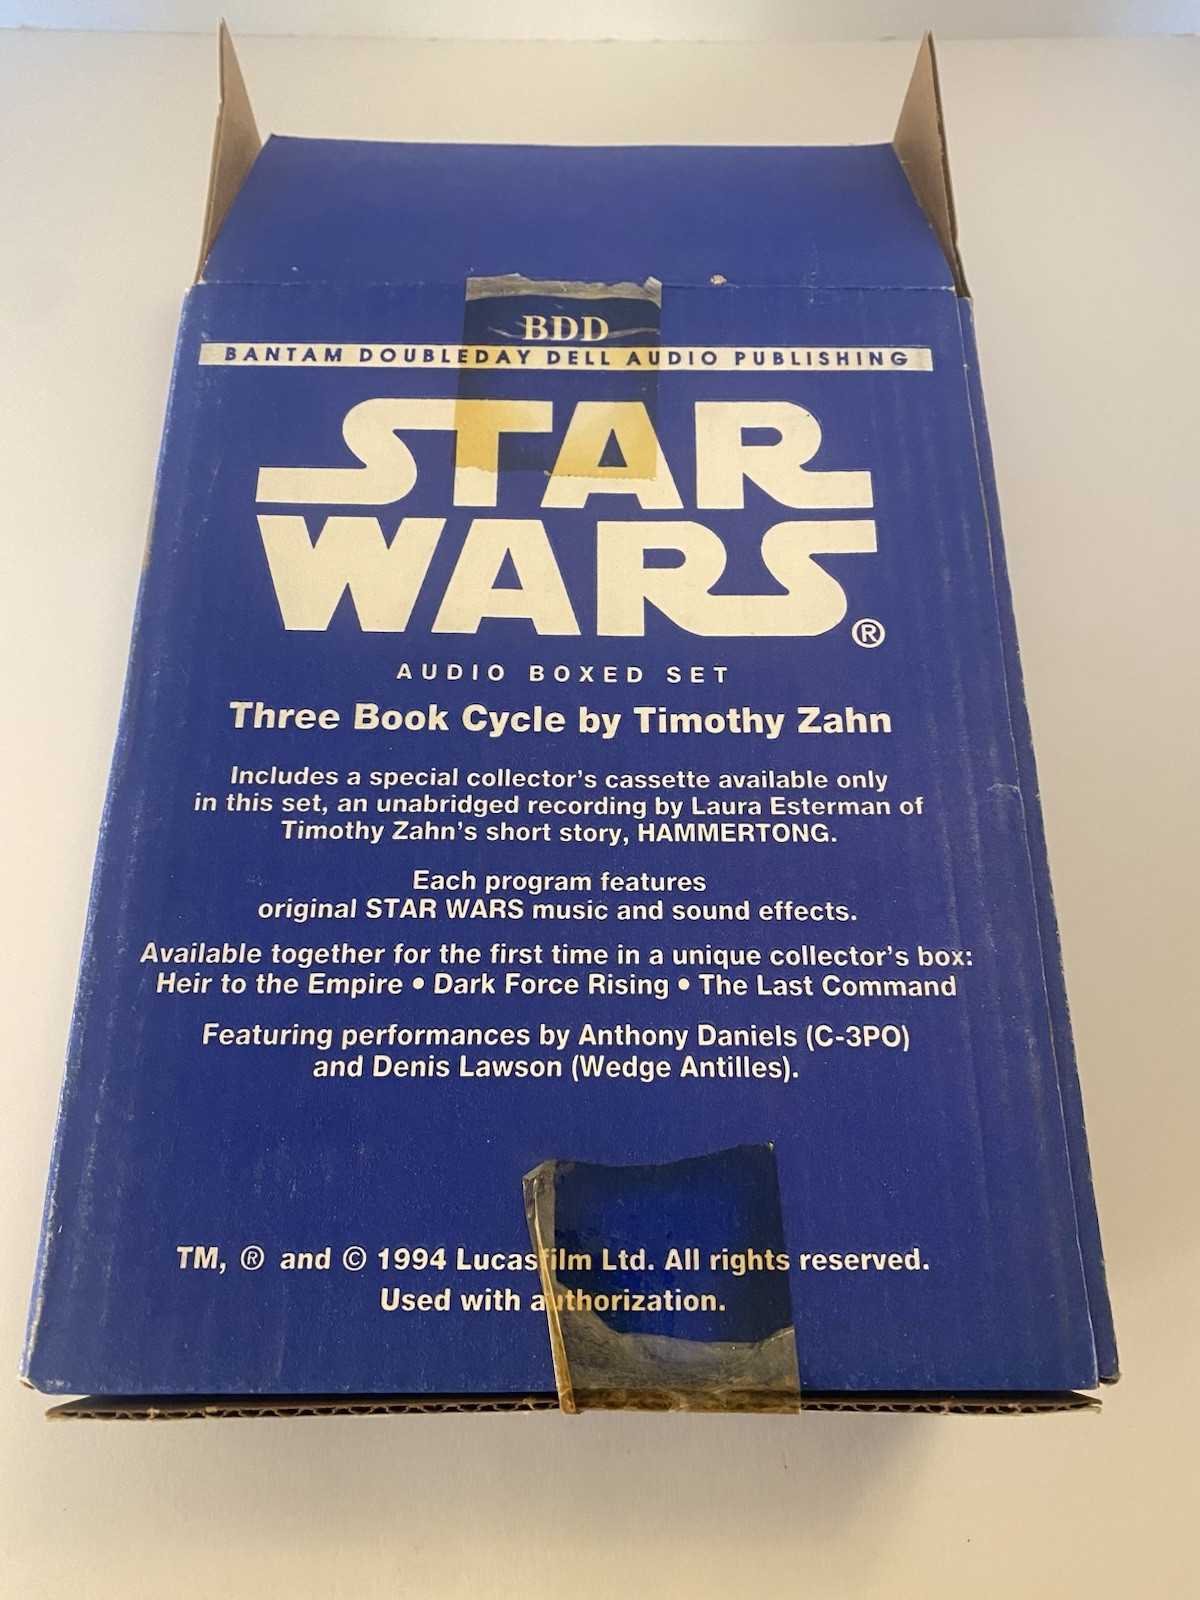 BDD
BANTAM DOUBLEDAY DELL AUDIO PUBLISHING
STAR
WARS®
AUDIO BOXED SET
Three Book Cycle by Timothy Zahn
Includes a special collector's cassette available only
in this set, an unabridged recording by Laura Esterman of
Timothy Zahn's short story, HAMMERTONG.
Each program features
original STAR WARS music and sound effects.
Available together for the first time in a unique collector's box:
Heir to the Empire • Dark Force Rising • The Last Command
Featuring performances by Anthony Daniels (C-3PO)
and Denis Lawson (Wedge Antilles).
TM, ® and © 1994 Lucasfilm Ltd. All rights reserved.
Used with authorization.